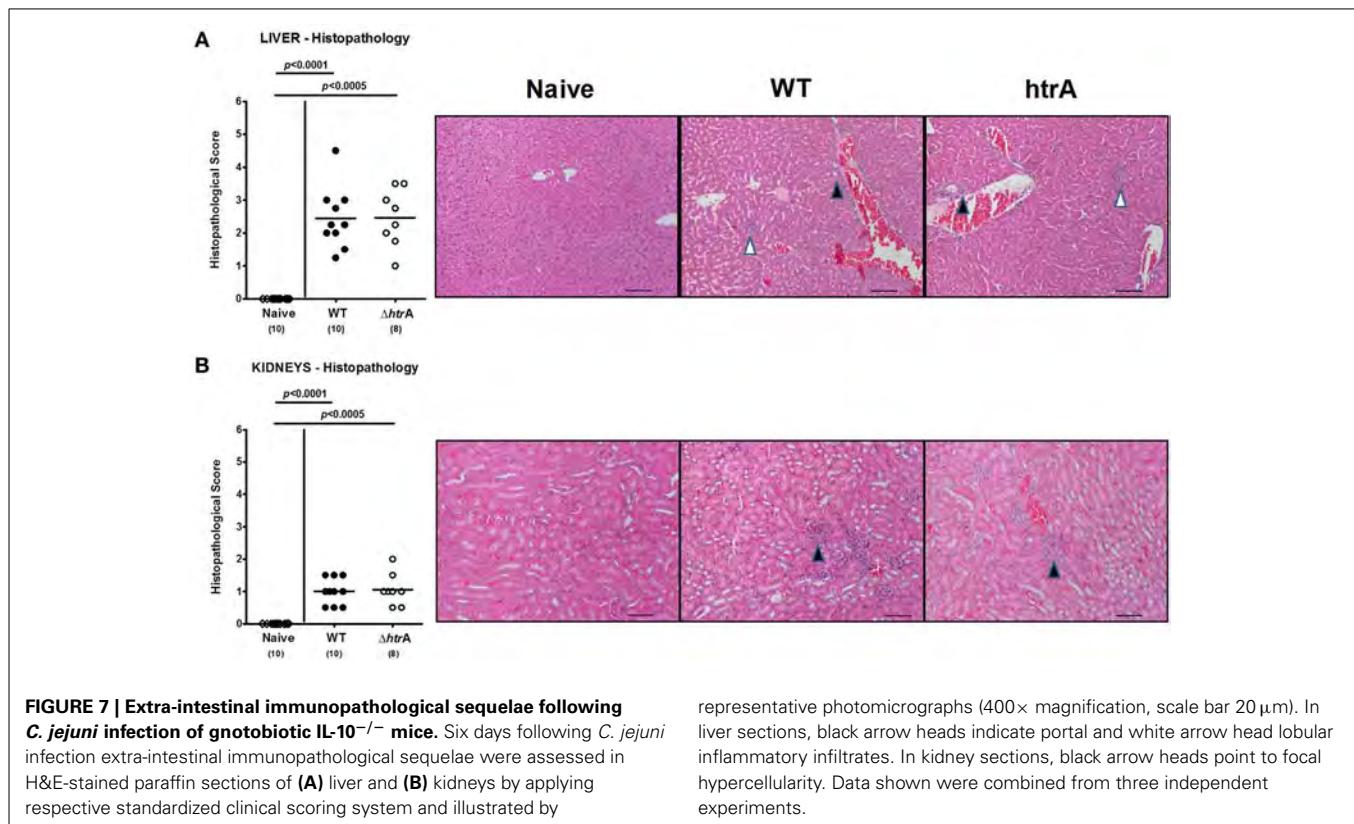 A
LIVER - Histopathology
p<0.0001
p<0.0005
Histopathological Score
6
5
4
3
2
1
0
Naive
WT
ΔhtrA
(10)
(10)
(8)
Naive
WT
htrA
B
KIDNEYS - Histopathology
p<0.0001
p<0.0005
Histopathological Score
6
5
4
3
2
1
0
Naive
WT
ΔhtrA
(10)
(10)
(8)
FIGURE 7 | Extra-intestinal immunopathological sequelae following
C. jejuni infection of gnotobiotic IL-10−/− mice. Six days following C. jejuni
infection extra-intestinal immunopathological sequelae were assessed in
H&E-stained paraffin sections of (A) liver and (B) kidneys by applying
respective standardized clinical scoring system and illustrated by
representative photomicrographs (400× magnification, scale bar 20 μm). In
liver sections, black arrow heads indicate portal and white arrow head lobular
inflammatory infiltrates. In kidney sections, black arrow heads point to focal
hypercellularity. Data shown were combined from three independent
experiments.